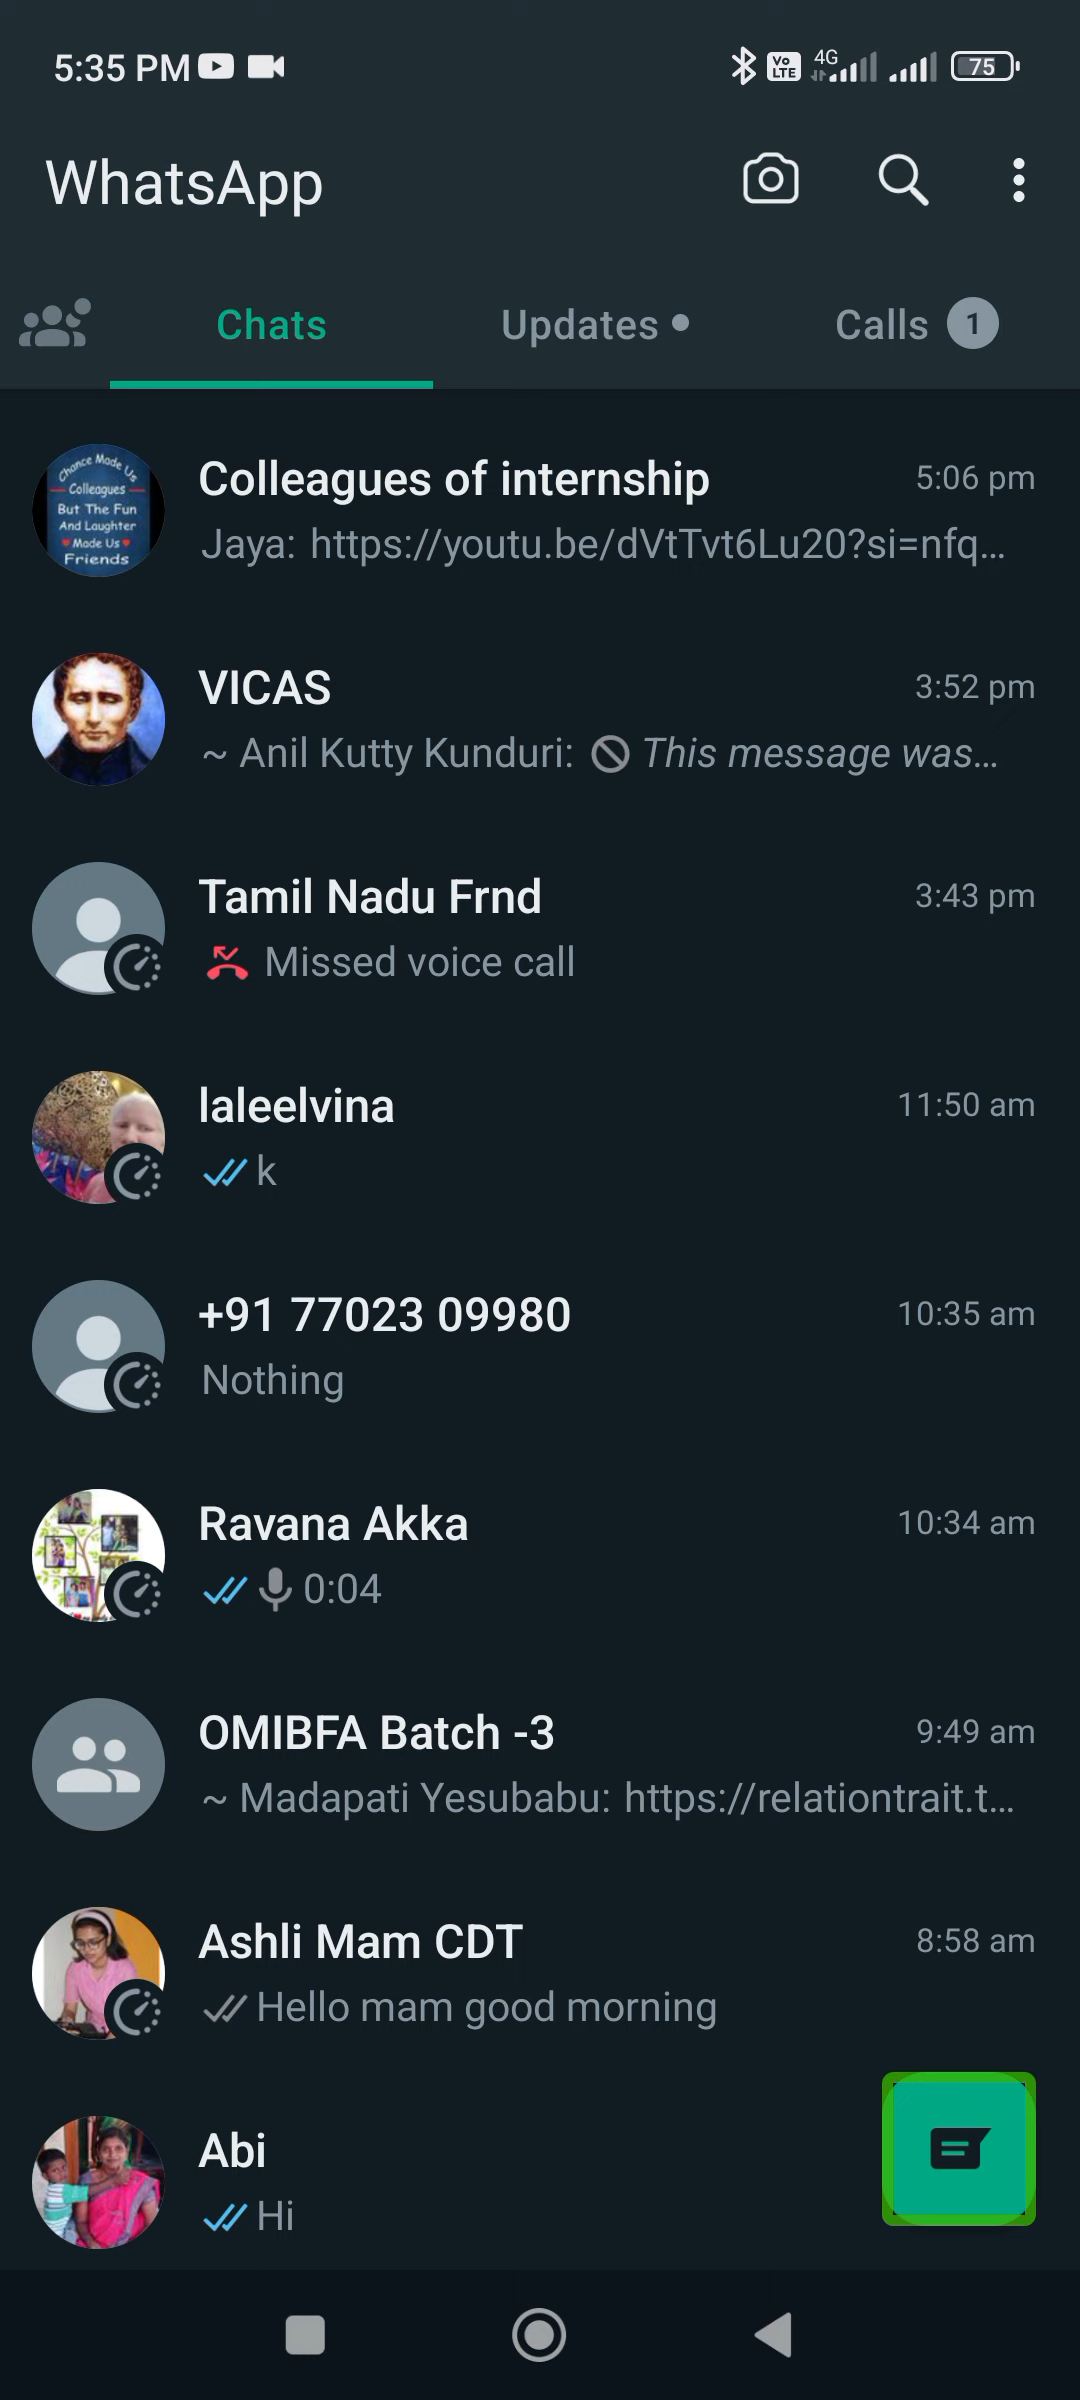 5:35 PM
Vo LTE 4G 75
WhatsApp
Chats Updates Calls 1
Chance Made Us
Colleagues
But The Fun
And Laughter
Made Us
Friends
Colleagues of internship 5:06 pm
Jaya: https://youtu.be/dVtTvt6Lu20?si=nfq...
VICAS 3:52 pm
~ Anil Kutty Kunduri: This message was...
Tamil Nadu Frnd 3:43 pm
Missed voice call
laleelvina 11:50 am
k
+91 77023 09980 10:35 am
Nothing
Ravana Akka 10:34 am
0:04
OMIBFA Batch -3 9:49 am
~ Madapati Yesubabu: https://relationtrait.t...
Ashli Mam CDT 8:58 am
Hello mam good morning
Abi
Hi